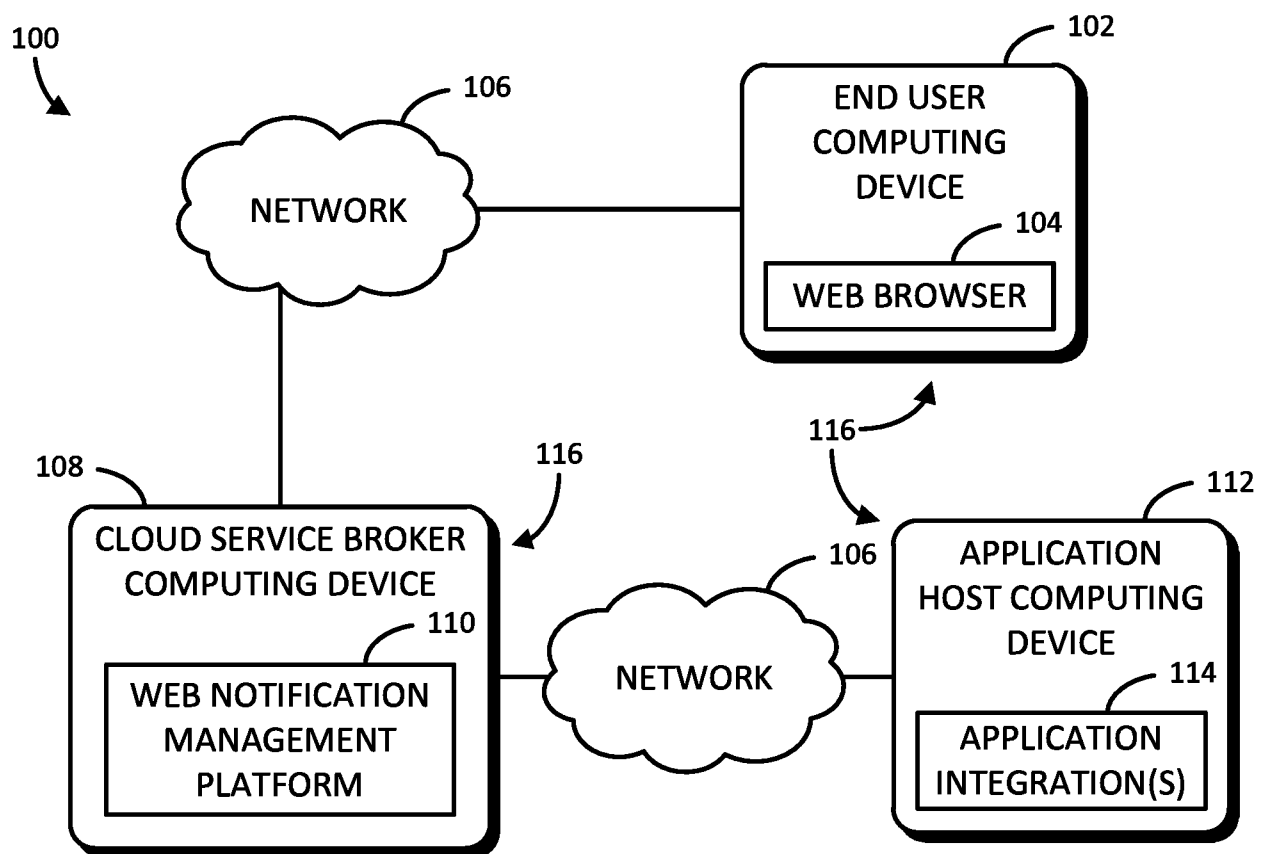 100
102
106
END USER
COMPUTING
DEVICE
NETWORK
104
WEB BROWSER
116
108
116
112
CLOUD SERVICE BROKER
COMPUTING DEVICE
106
APPLICATION
HOST COMPUTING
DEVICE
110
NETWORK
114
WEB NOTIFICATION
MANAGEMENT
PLATFORM
APPLICATION
INTEGRATION(S)